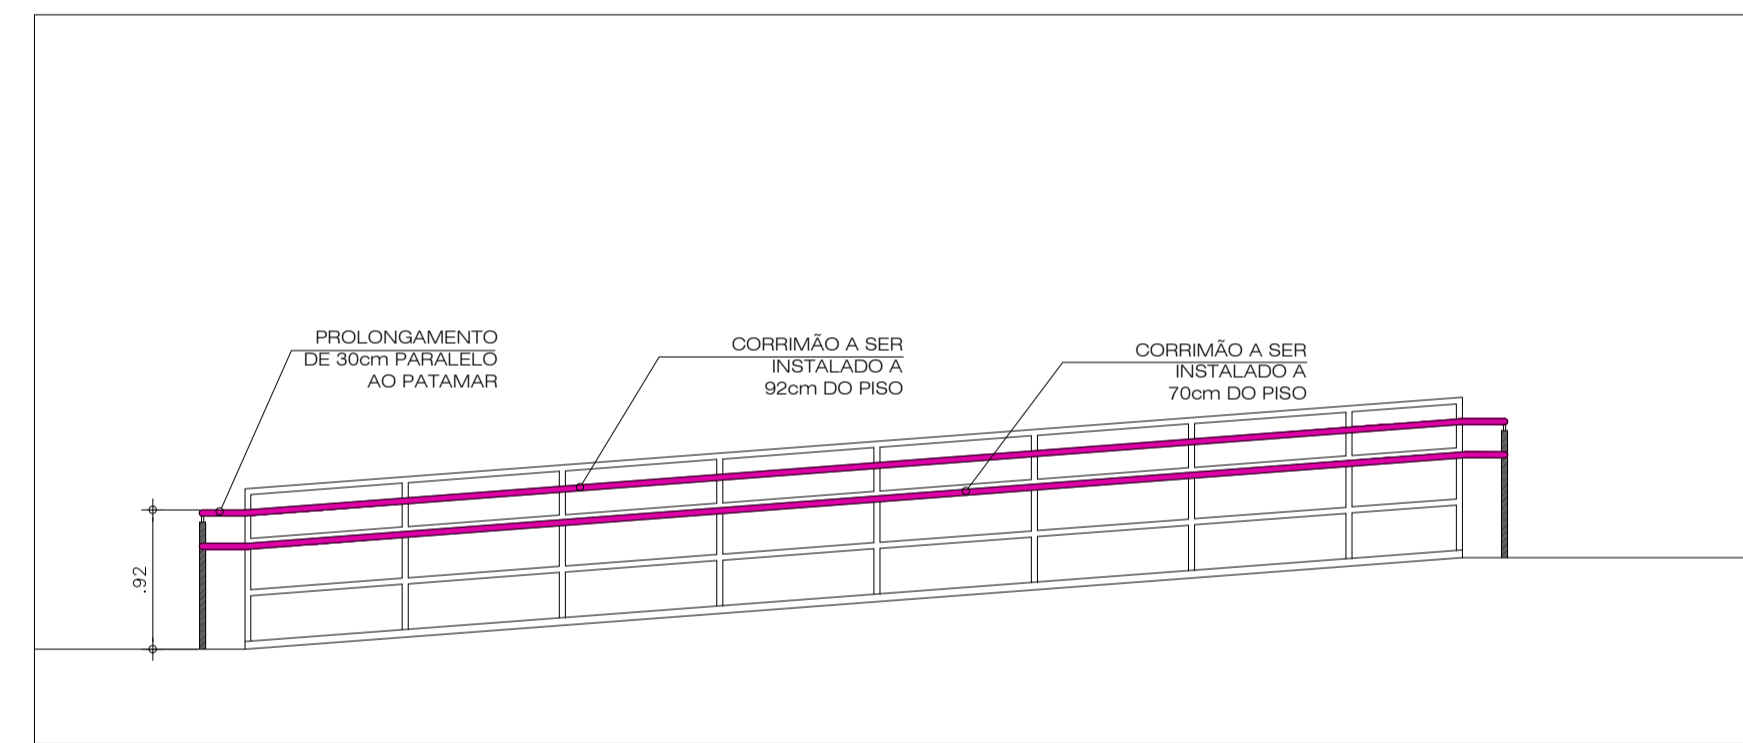 PROLONGAMENTO
DE 30cm PARALELO
AO PATAMAR
CORRIMÃO A SER
INSTALADO A
92cm DO PISO
CORRIMÃO A SER
INSTALADO A
70cm DO PISO
.92